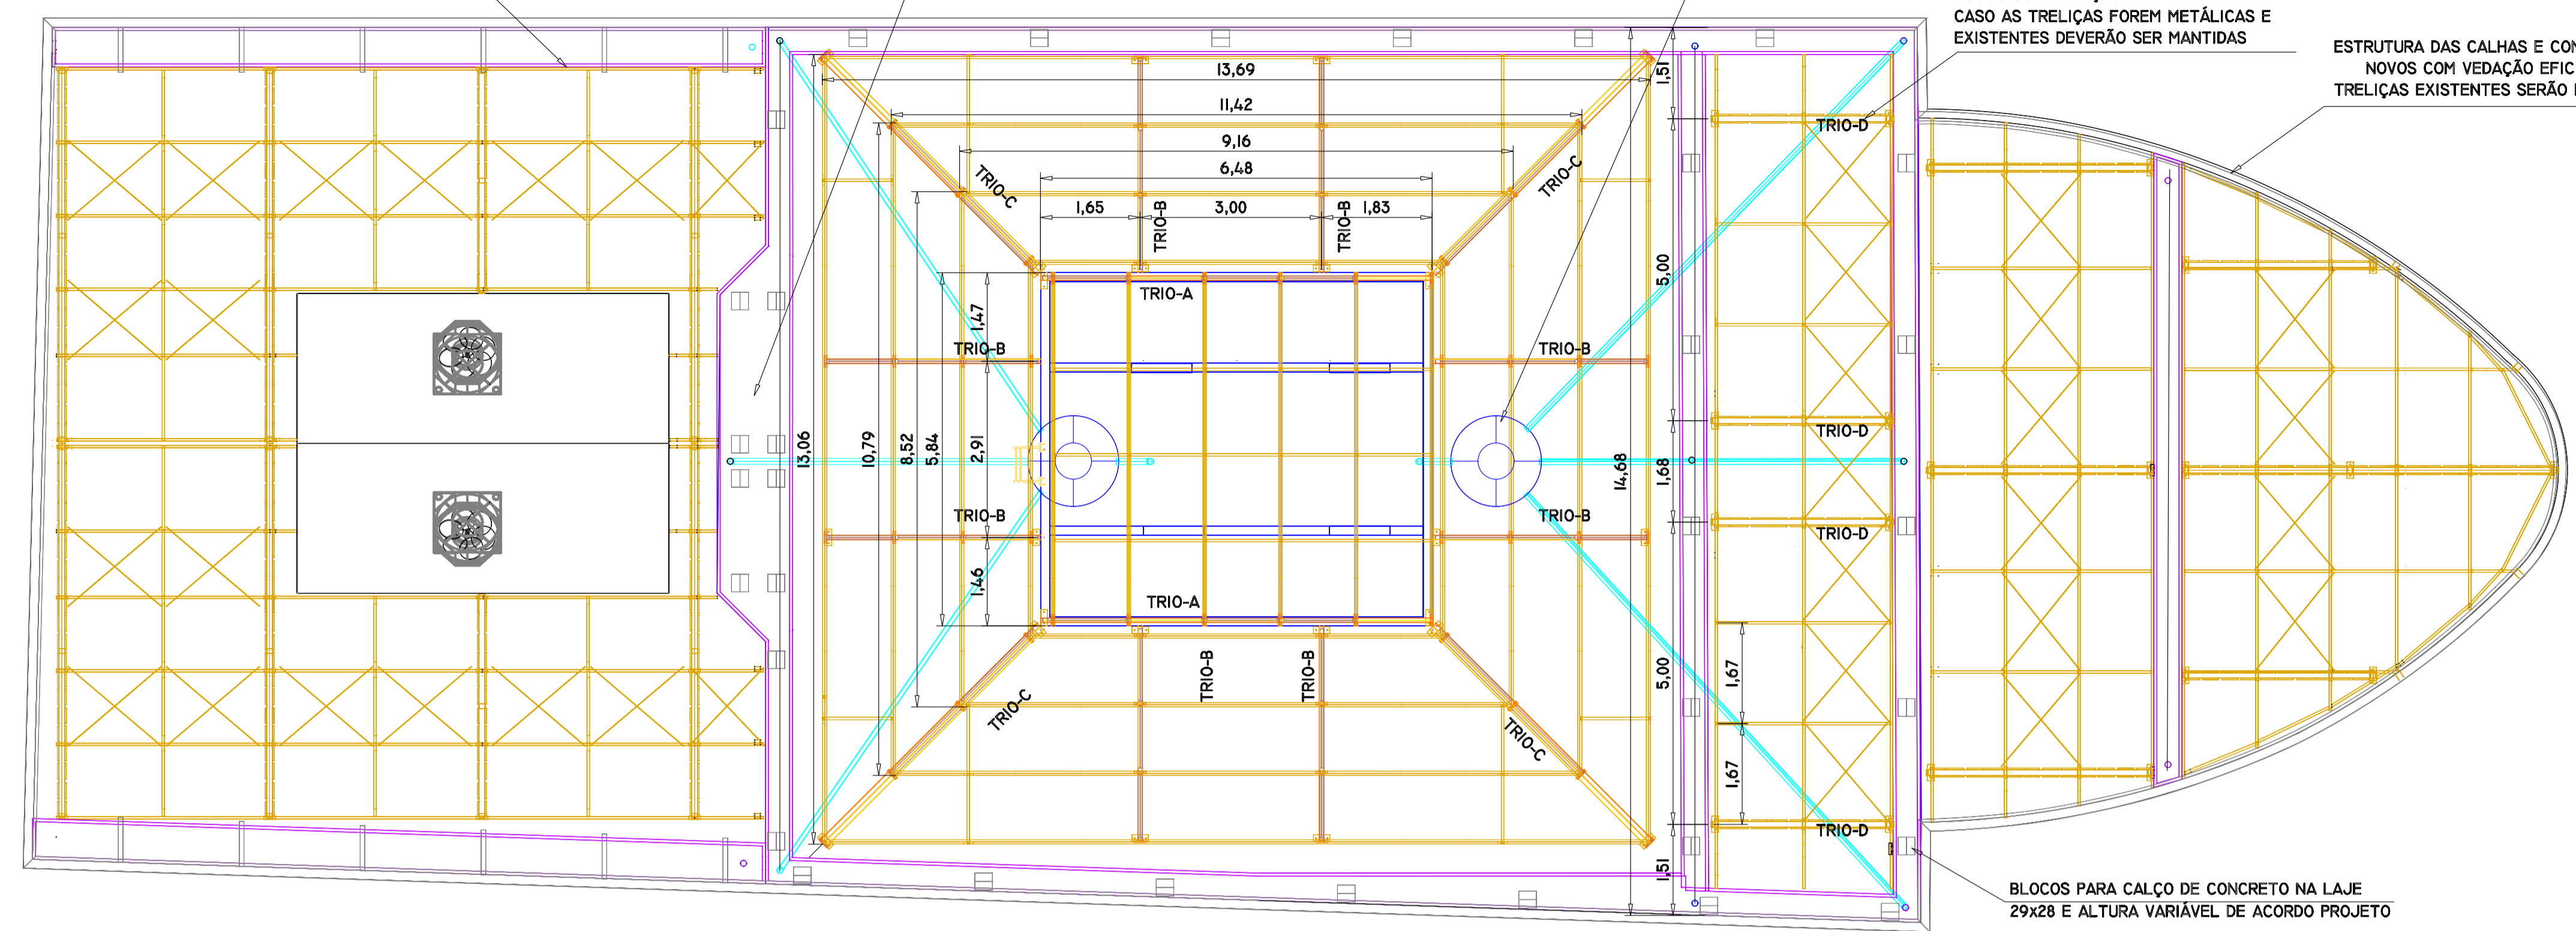 CASO AS TRELIÇAS FOREM METÁLICAS E
EXISTENTES DEVERÃO SER MANTIDAS
ESTRUTURA DAS CALHAS E
NOVOS COM VEDAÇÃO
TRELIÇAS EXISTENTES SERÃO
13,69
11,42
9,16
6,48
1,65
3,00
1,83
TRIO-B
TRIO-B
TRIO-C
TRIO-C
1,51
TRIO-D
5,00
TRIO-A
1,47
TRIO-B
TRIO-B
13,06
10,79
8,52
5,84
2,91
14,68
1,68
TRIO-D
TRIO-B
TRIO-B
TRIO-D
1,46
TRIO-A
TRIO-B
TRIO-B
5,00
1,67
TRIO-C
TRIO-C
1,67
TRIO-D
1,51
BLOCOS PARA CALÇO DE CONCRETO NA LAJE
29x28 E ALTURA VARIÁVEL DE ACORDO PROJETO